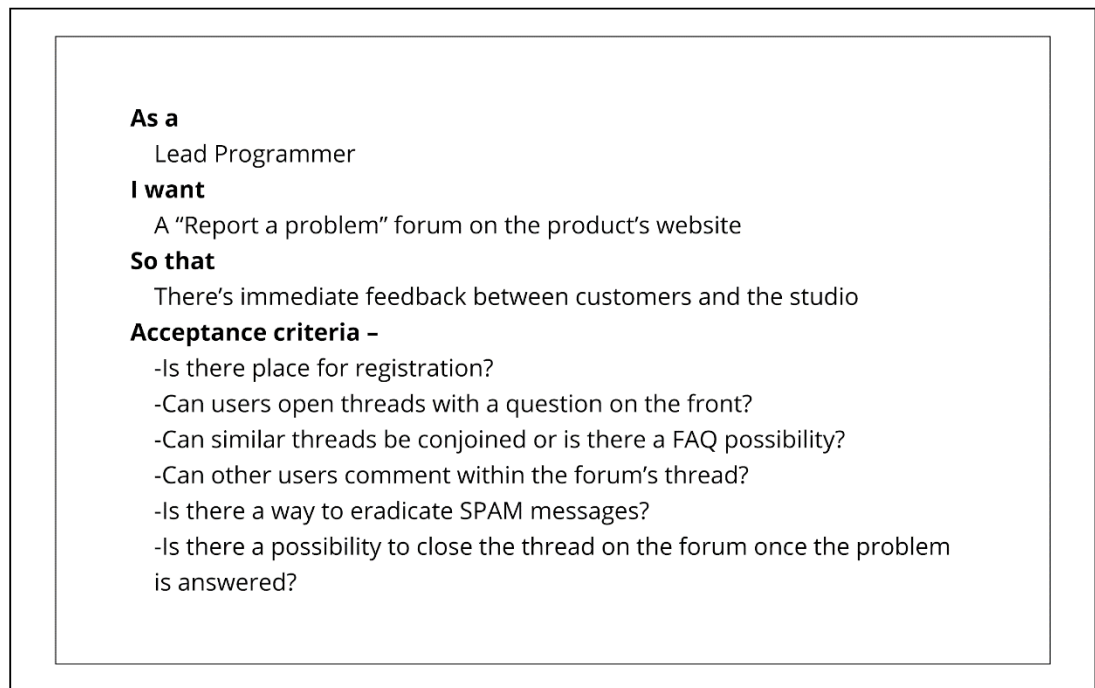 As a
Lead Programmer
I want
A “Report a problem” forum on the product’s website
So that
There’s immediate feedback between customers and the studio
Acceptance criteria –
-Is there place for registration?
-Can users open threads with a question on the front?
-Can similar threads be conjoined or is there a FAQ possibility?
-Can other users comment within the forum’s thread?
-Is there a way to eradicate SPAM messages?
-Is there a possibility to close the thread on the forum once the problem
is answered?